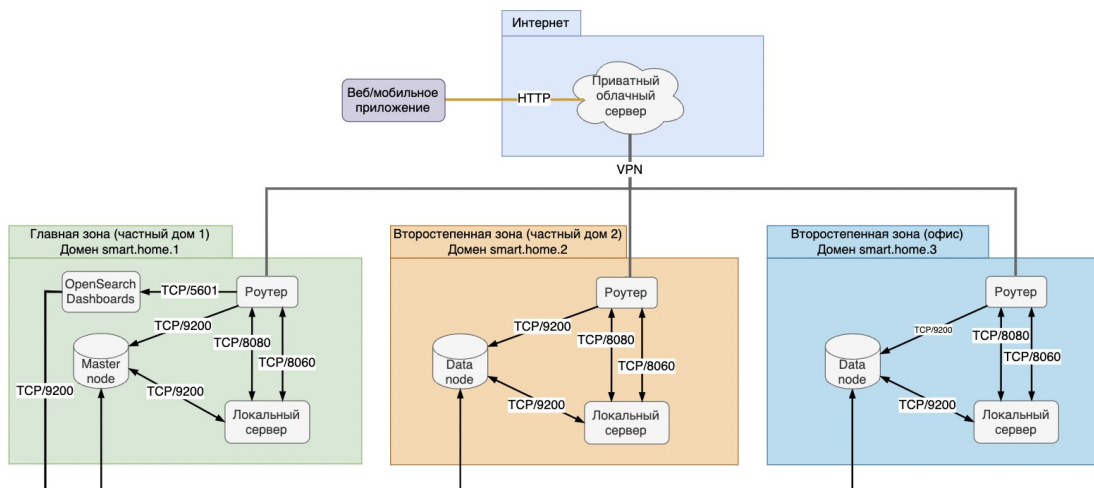 Интернет
Приватный
облачный
сервер
Веб/мобильное
приложение
HTTP
VPN
Главная зона (частный дом 1)
Домен smart.home.1
OpenSearch
Dashboards
TCP/5601
Роутер
TCP/9200
TCP/8080
Master
node
TCP/8060
TCP/9200
TCP/9200
Локальный
сервер
Второстепенная зона (частный дом 2)
Домен smart.home.2
Роутер
TCP/9200
TCP/8080
Data
node
TCP/8060
TCP/9200
Локальный
сервер
Второстепенная зона (офис)
Домен smart.home.3
Роутер
TCP/9200
TCP/8080
Data
node
TCP/8060
TCP/9200
Локальный
сервер